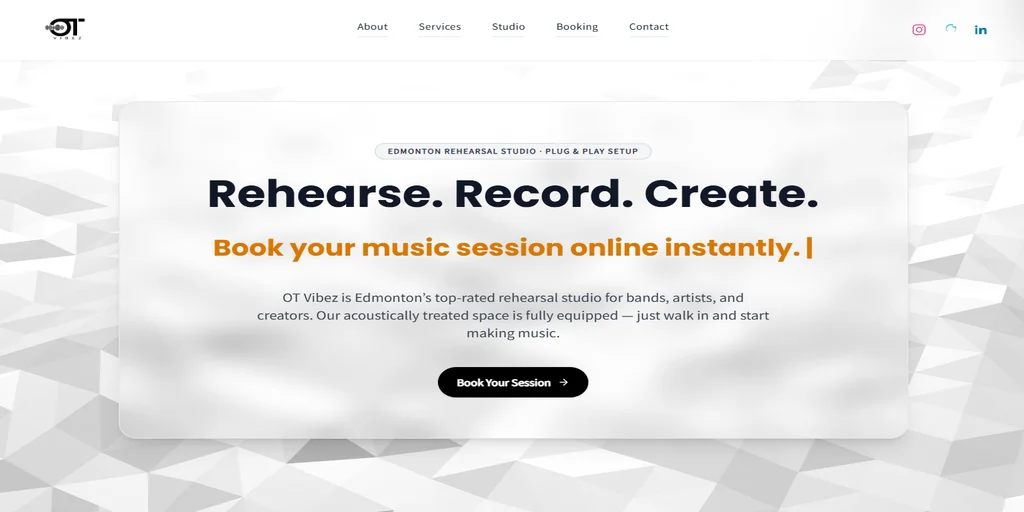 OT
VIBEZ
About
Services
Studio
Booking
Contact
in
EDMONTON REHEARSAL STUDIO · PLUG & PLAY SETUP
Rehearse. Record. Create.
Book your music session online instantly. |
OT Vibez is Edmonton’s top-rated rehearsal studio for bands, artists, and
creators. Our acoustically treated space is fully equipped — just walk in and start
making music.
Book Your Session →